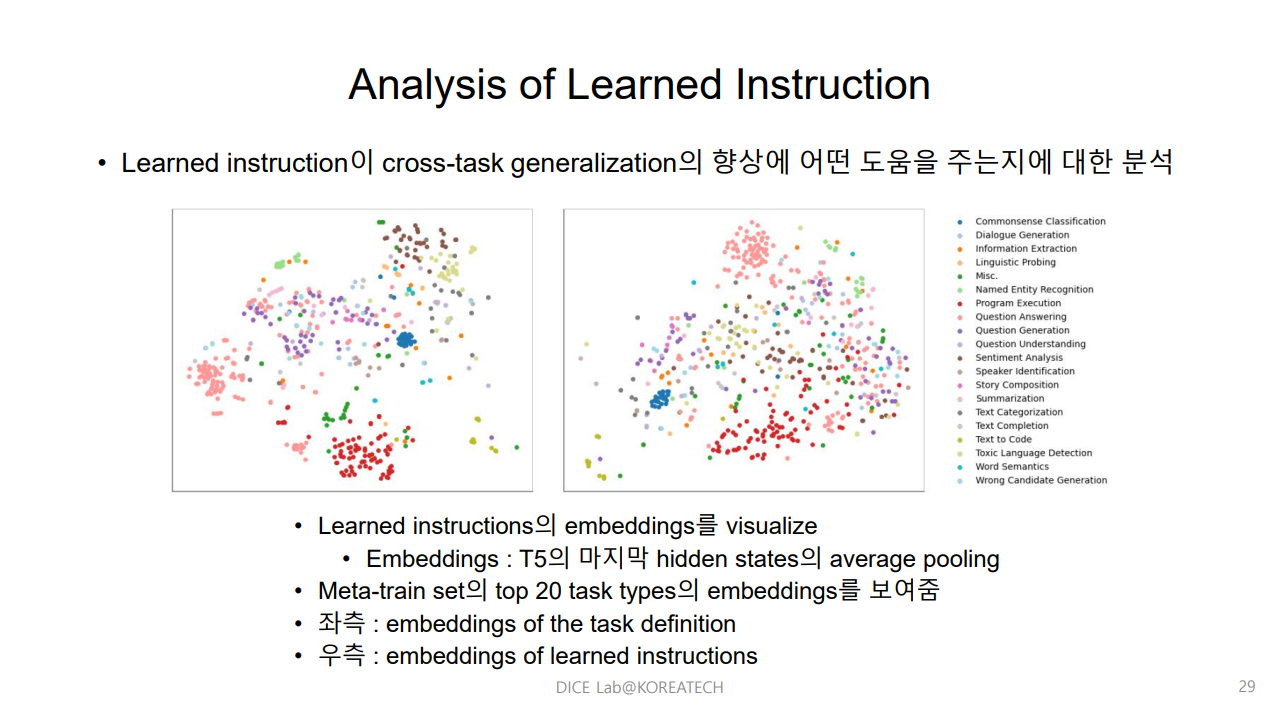 Analysis of Learned Instruction
• Learned instruction이 cross-task generalization의 향상에 어떤 도움을 주는지에 대한 분석
Commonsense Classification
Dialogue Generation
Information Extraction
Linguistic Probing
Misc.
Named Entity Recognition
Program Execution
Question Answering
Question Generation
Question Understanding
Sentiment Analysis
Speaker Identification
Story Composition
Summarization
Text Categorization
Text Completion
Text to Code
Toxic Language Detection
Word Semantics
Wrong Candidate Generation
• Learned instructions의 embeddings를 visualize
• Embeddings : T5의 마지막 hidden states의 average pooling
• Meta-train set의 top 20 task types의 embeddings를 보여줌
• 좌측 : embeddings of the task definition
• 우측 : embeddings of learned instructions
DICE Lab@KOREATECH
29